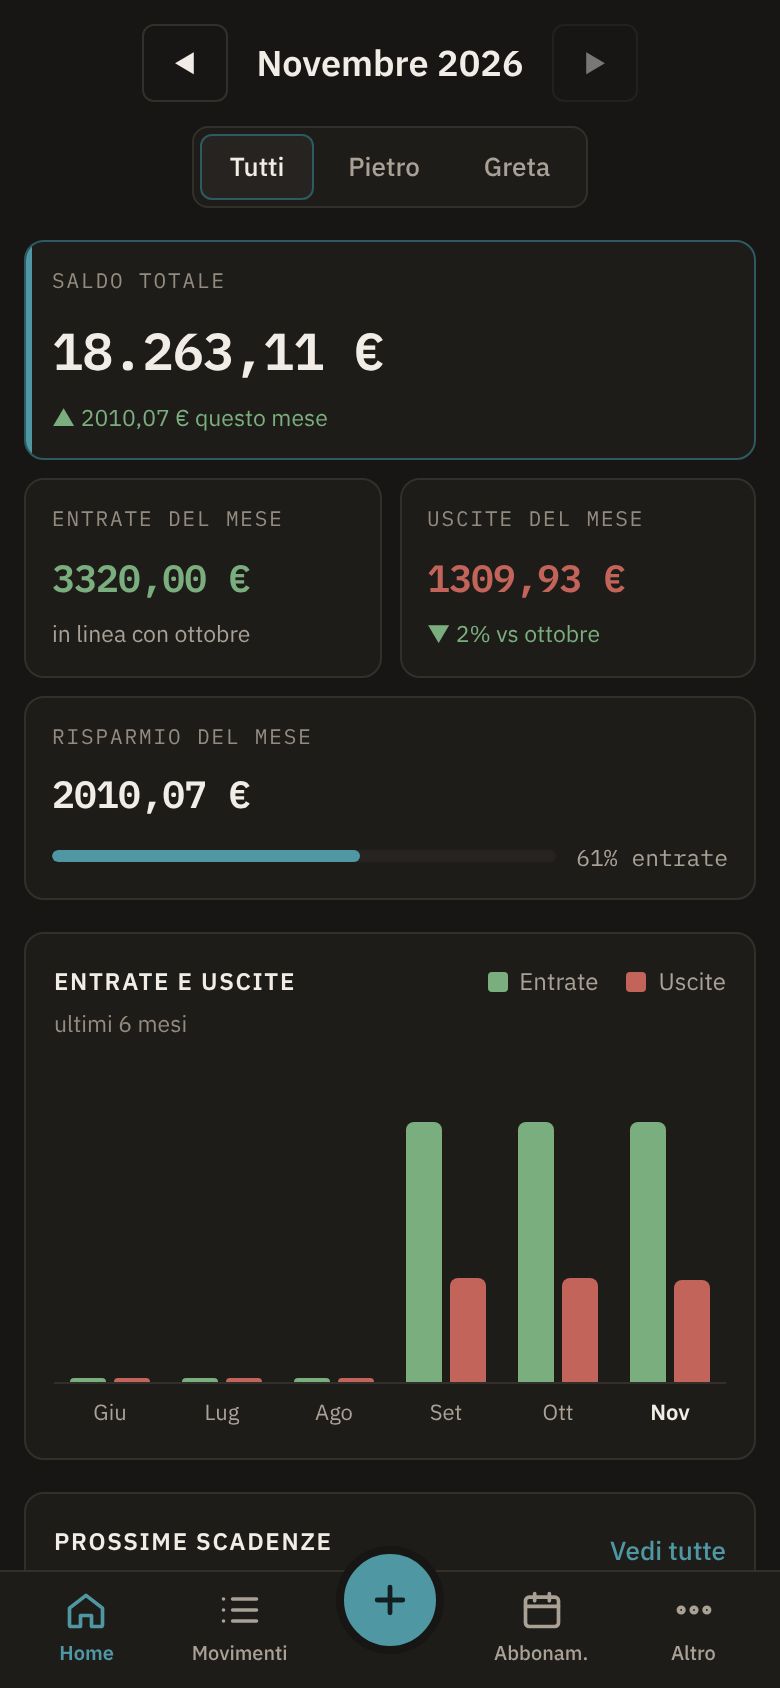 Novembre 2026
Tutti Pietro Greta
SALDO TOTALE
18.263,11 €
▲ 2010,07 € questo mese
ENTRATE DEL MESE
3320,00 €
in linea con ottobre
USCITE DEL MESE
1309,93 €
▼ 2% vs ottobre
RISPARMIO DEL MESE
2010,07 €
61% entrate
ENTRATE E USCITE
Entrate Uscite
ultimi 6 mesi
Giu Lug Ago Set Ott Nov
PROSSIME SCADENZE
Vedi tutte
Home Movimenti + Abbonam. Altro